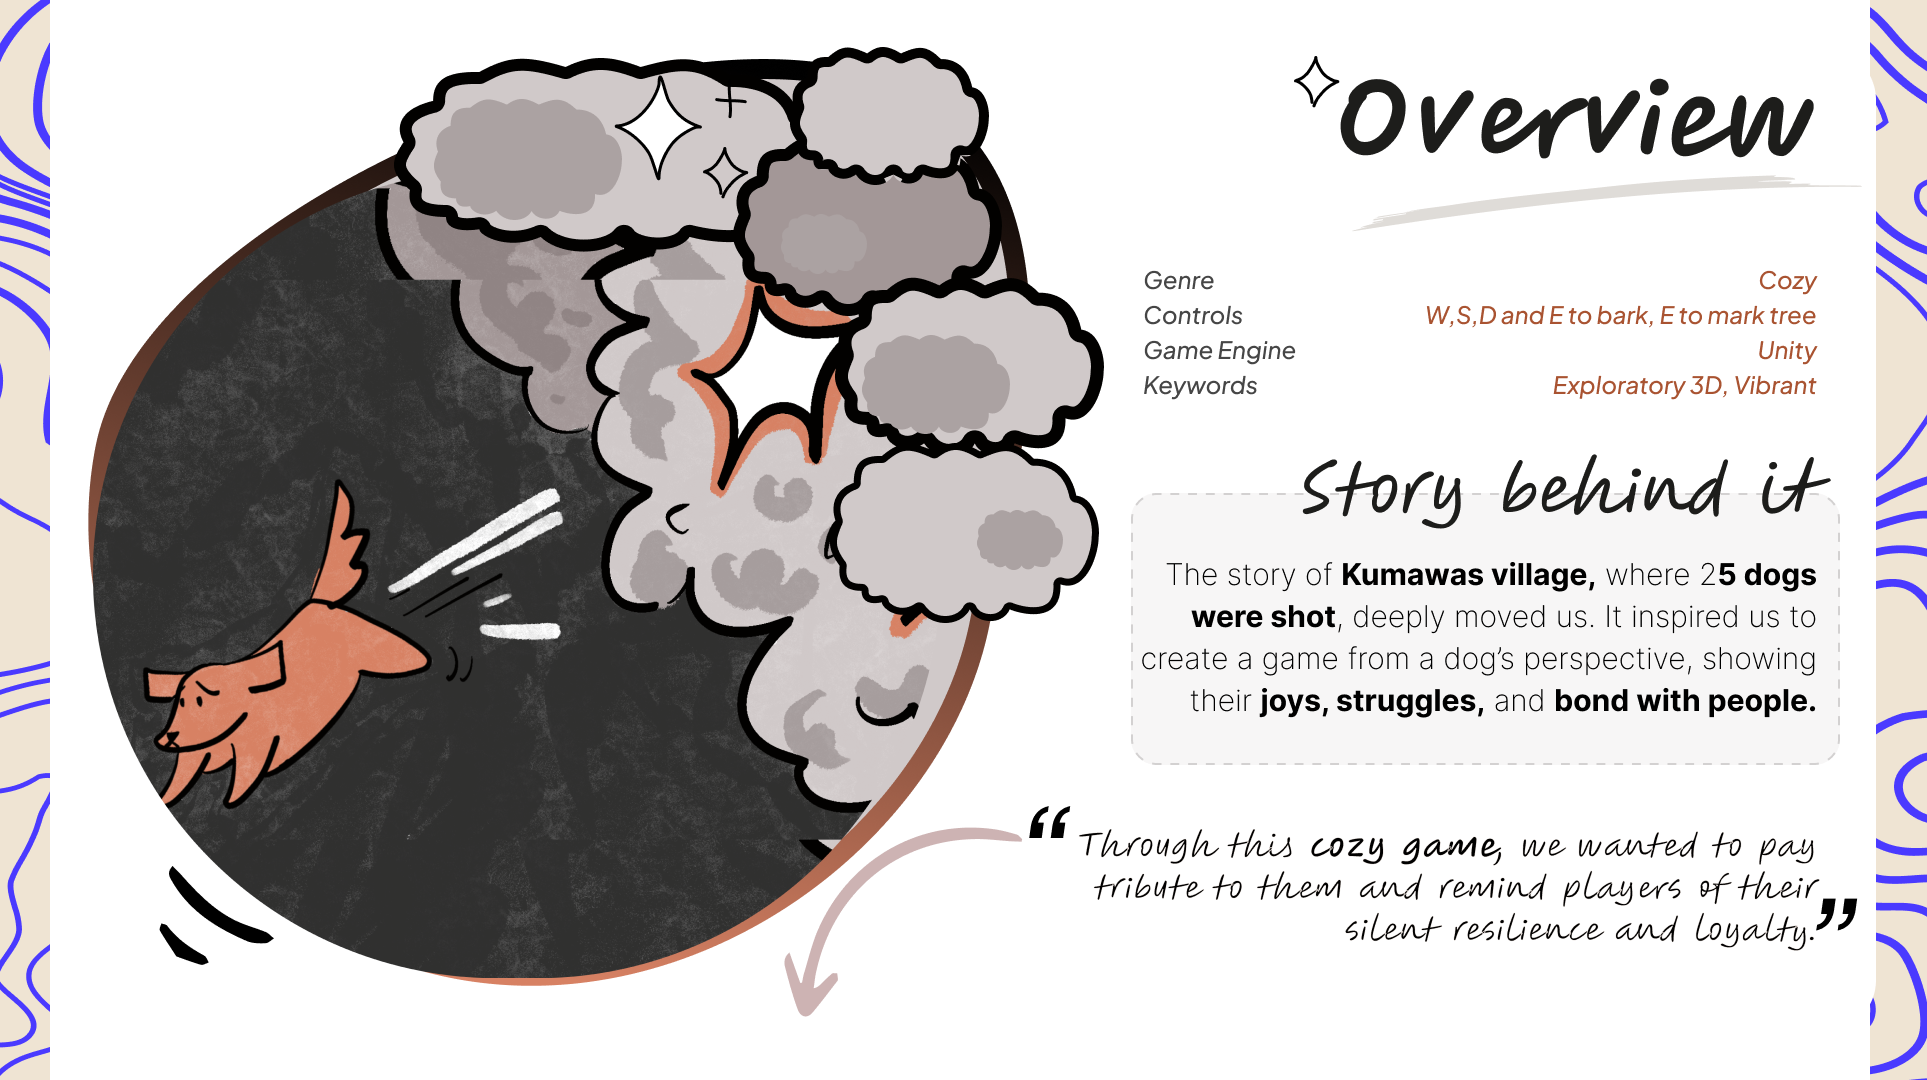 Overview
Genre Cozy
Controls W,S,D and E to bark, E to mark tree
Game Engine Unity
Keywords Exploratory 3D, Vibrant
Story behind it
The story of Kumawas village, where 25 dogs
were shot, deeply moved us. It inspired us to
create a game from a dog’s perspective, showing
their joys, struggles, and bond with people.
“Through this cozy game, we wanted to pay
tribute to them and remind players of their
silent resilience and loyalty.”